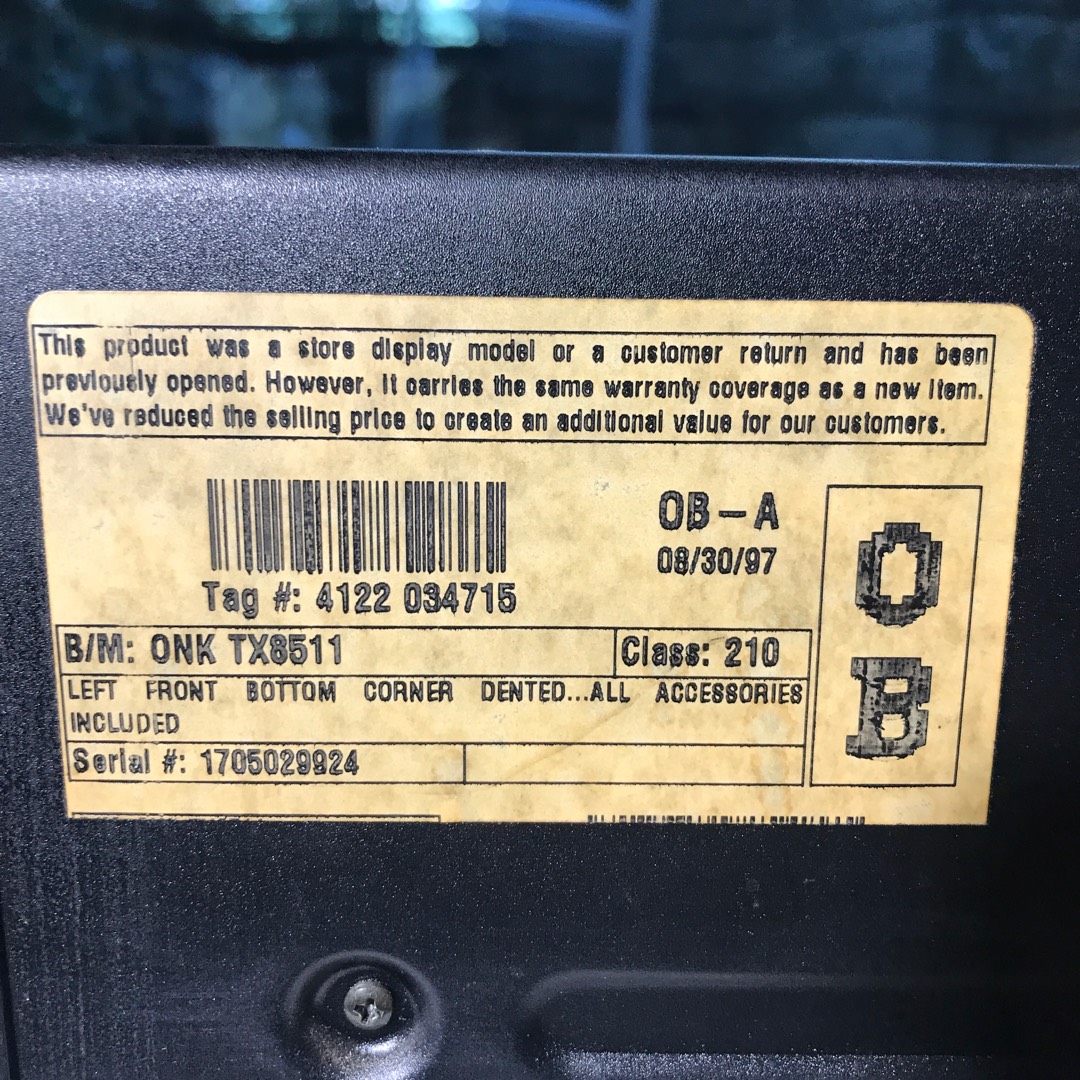 This product was a store display model or a customer return and has been
previously opened. However, it carries the same warranty coverage as a new item.
We've reduced the selling price to create an additional value for our customers.
OB-A
08/30/97
Tag #: 4122 034715
O
B
B/M: ONK TX8511
Class: 210
LEFT FRONT BOTTOM CORNER DENTED...ALL ACCESSORIES
INCLUDED
Serial #: 1705029924